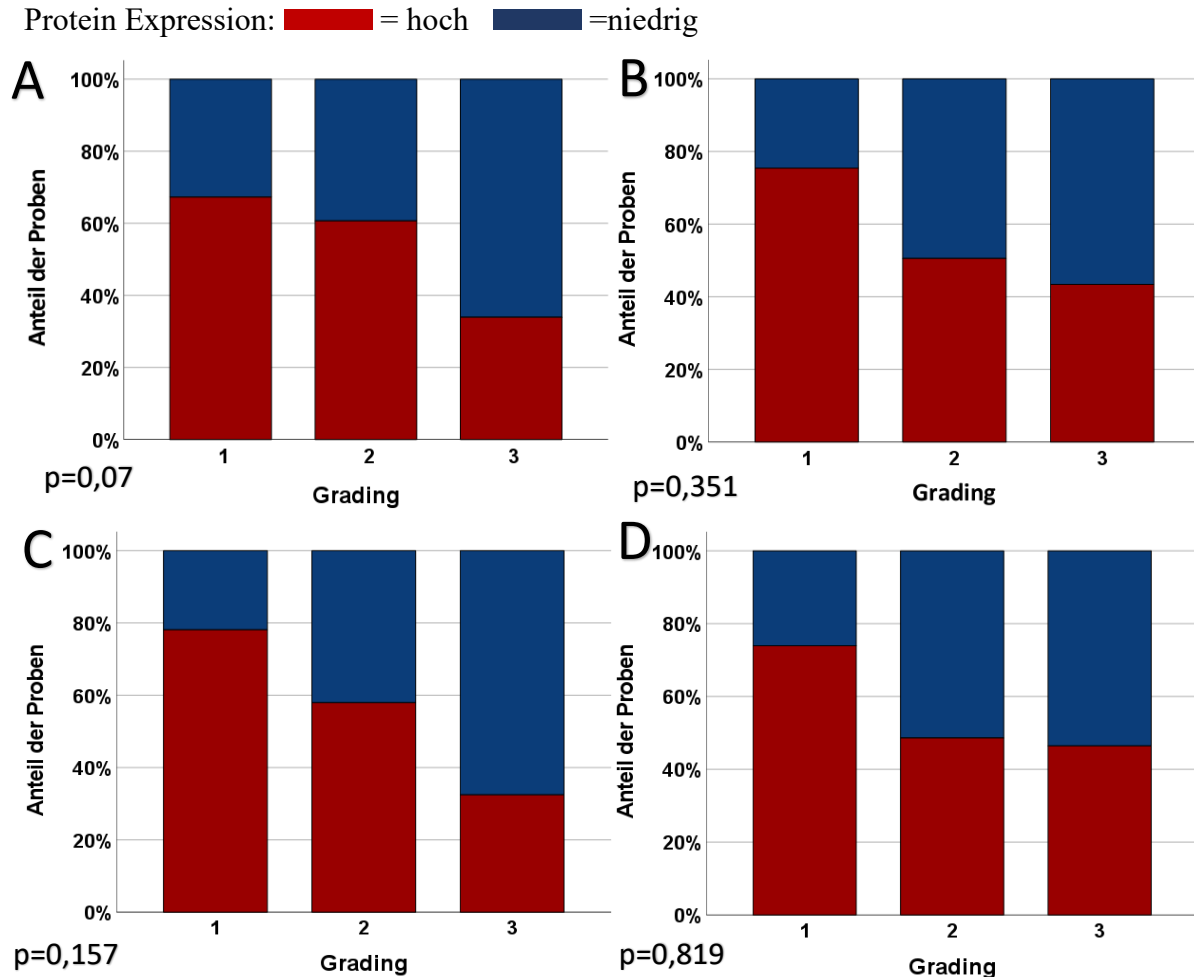 Protein Expression: = hoch =niedrig
A
Anteil der Proben
100%
80%
60%
40%
20%
0%
1 2 3
Grading
p=0,07
B
Anteil der Proben
100%
80%
60%
40%
20%
0%
1 2 3
Grading
p=0,351
C
Anteil der Proben
100%
80%
60%
40%
20%
0%
1 2 3
Grading
p=0,157
D
Anteil der Proben
100%
80%
60%
40%
20%
0%
1 2 3
Grading
p=0,819